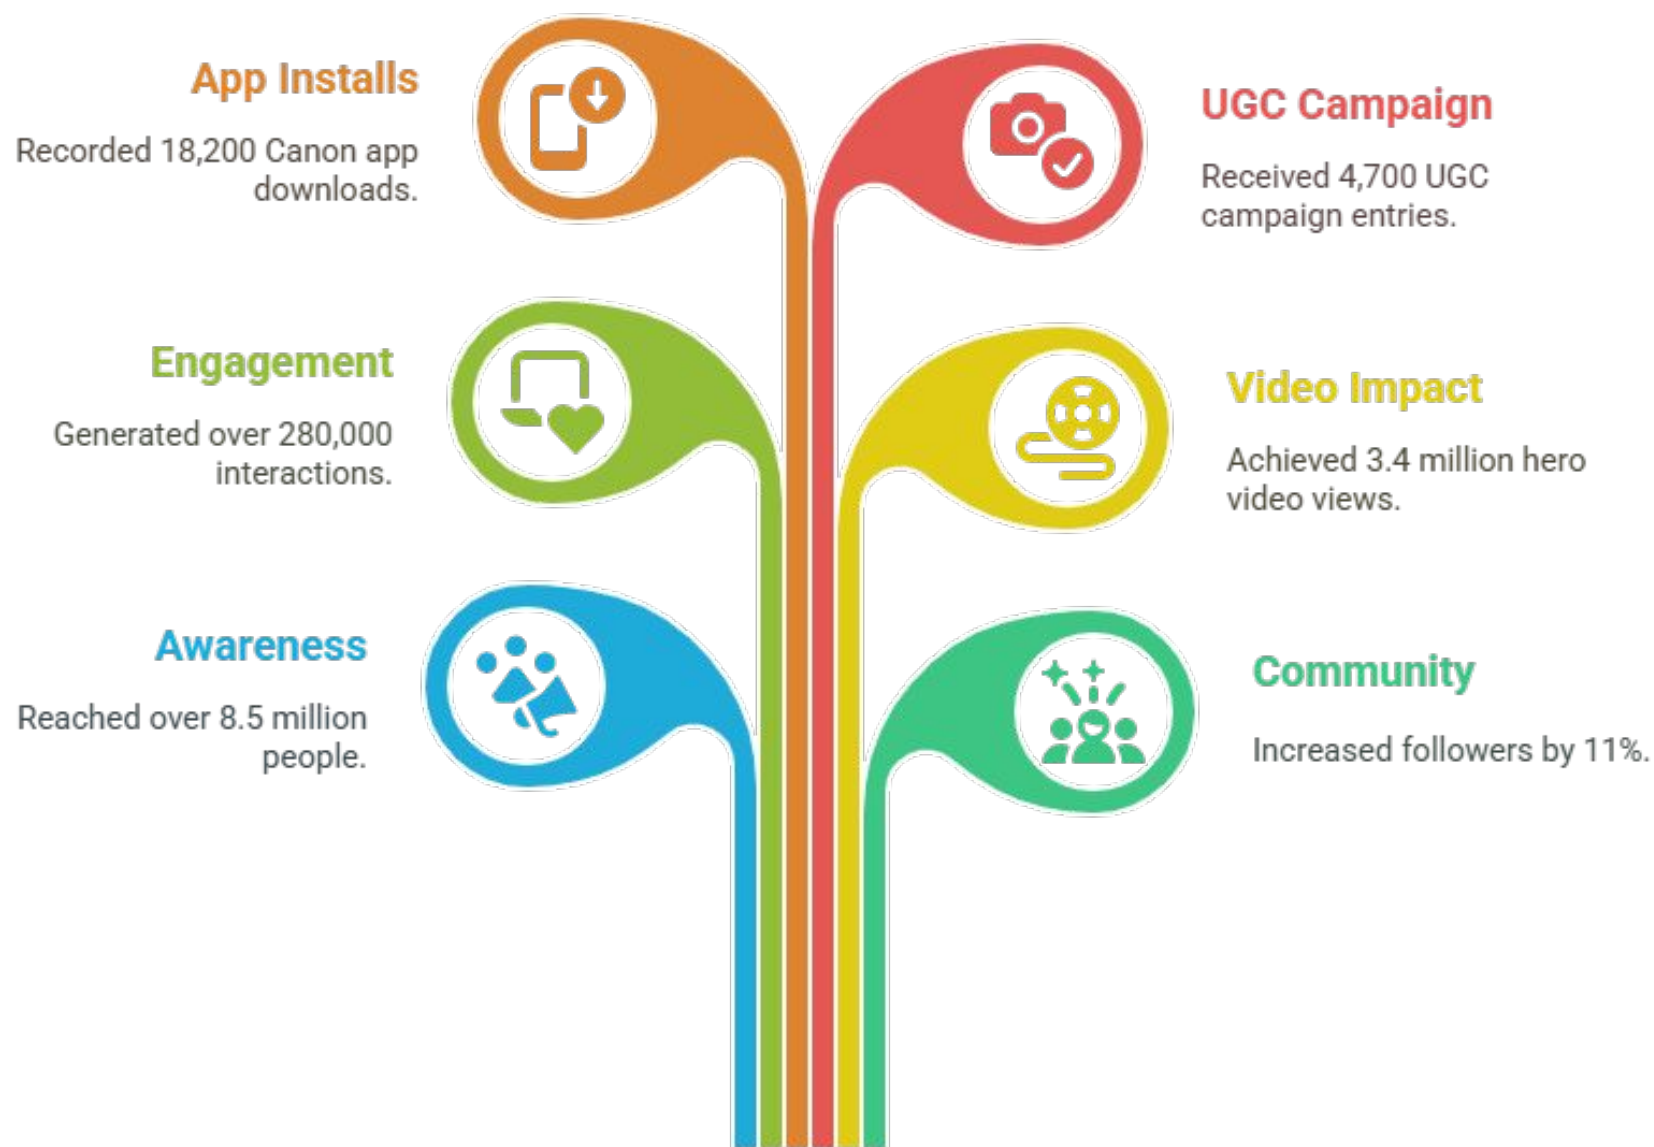 App Installs
Recorded 18,200 Canon app
downloads.
UGC Campaign
Received 4,700 UGC
campaign entries.
Engagement
Generated over 280,000
interactions.
Video Impact
Achieved 3.4 million hero
video views.
Awareness
Reached over 8.5 million
people.
Community
Increased followers by 11%.